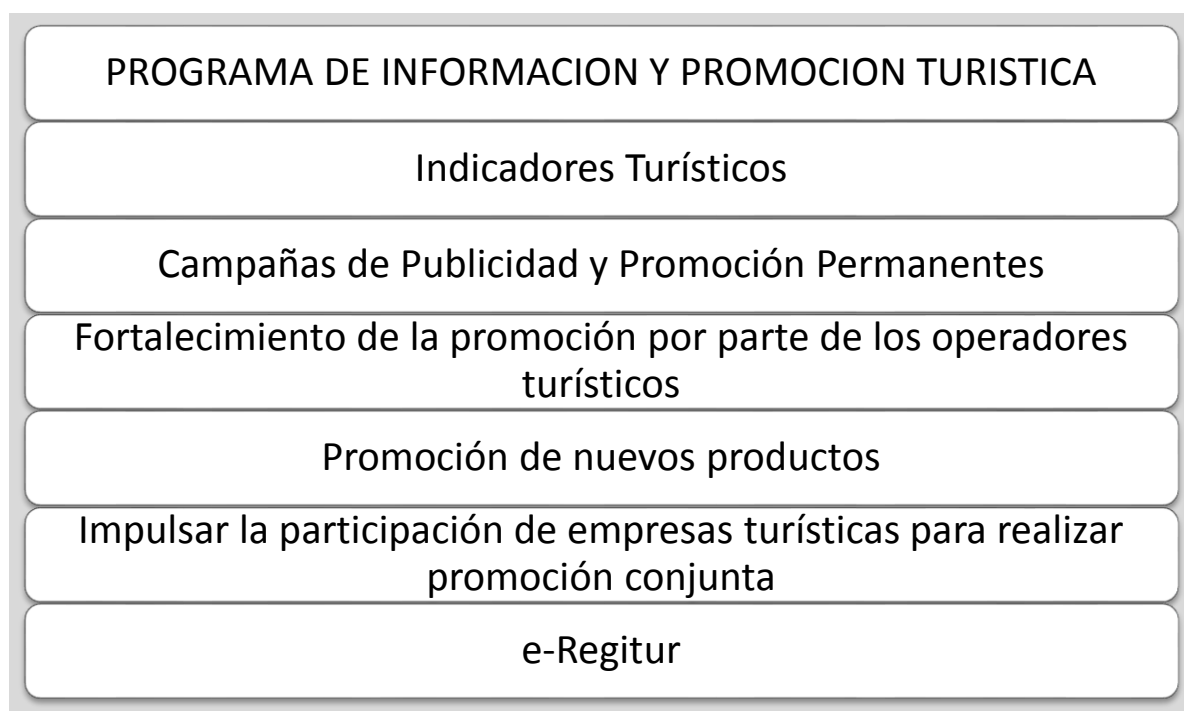 PROGRAMA DE INFORMACION Y PROMOCION TURISTICA
Indicadores Turísticos
Campañas de Publicidad y Promoción Permanentes
Fortalecimiento de la promoción por parte de los operadores
turísticos
Promoción de nuevos productos
Impulsar la participación de empresas turísticas para realizar
promoción conjunta
e-Regitur